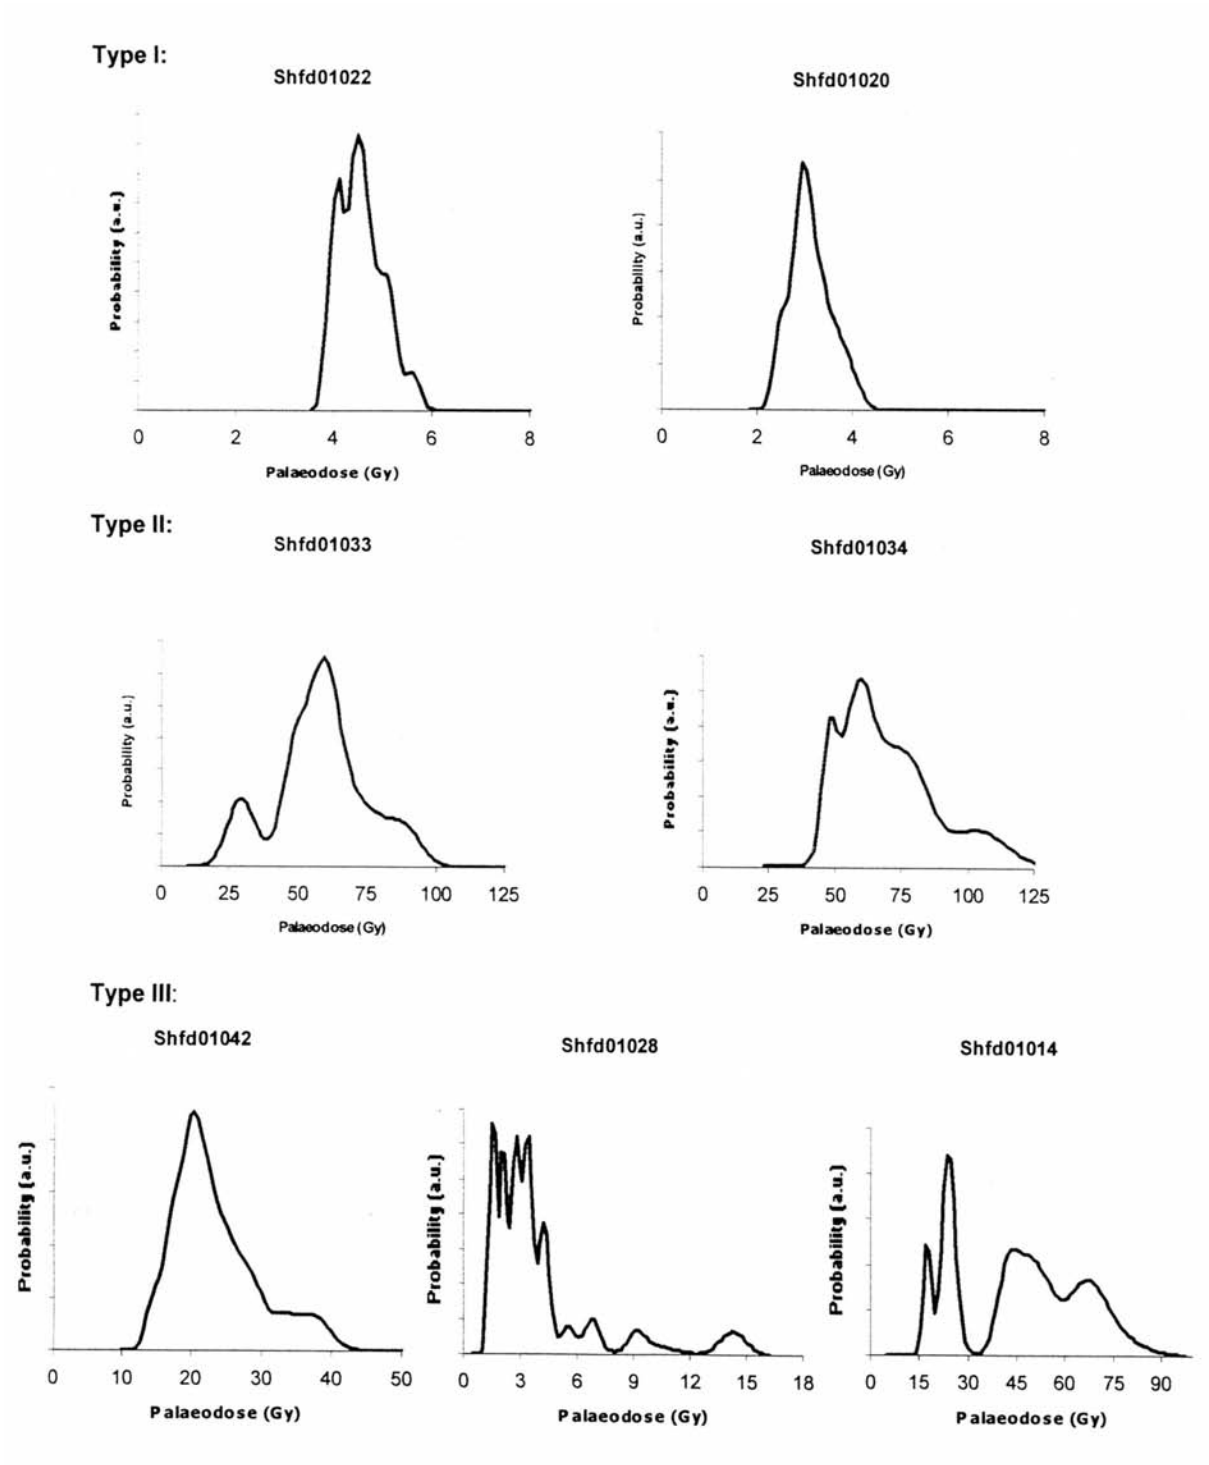 Type I:
Shfd01022
Shfd01020
Probability (a.u.)
Probability (a.u.)
0 2 4 6 8
0 2 4 6 8
Palaeodose (Gy)
Palaeodose (Gy)
Type II:
Shfd01033
Shfd01034
Probability (a.u.)
Probability (a.u.)
0 25 50 75 100 125
0 25 50 75 100 125
Palaeodose (Gy)
Palaeodose (Gy)
Type III:
Shfd01042
Shfd01028
Shfd01014
Probability (a.u.)
Probability (a.u.)
Probability (a.u.)
0 10 20 30 40 50
0 3 6 9 12 15 18
0 15 30 45 60 75 90
Palaeodose (Gy)
Palaeodose (Gy)
Palaeodose (Gy)